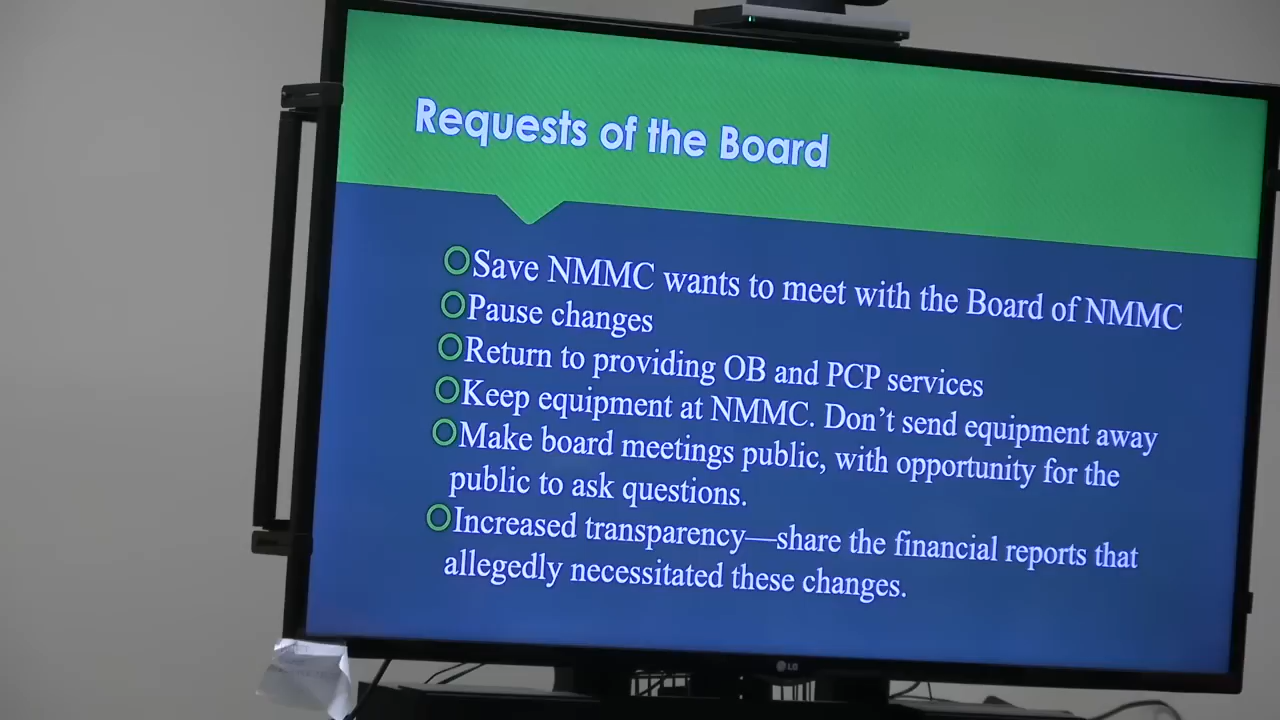 Requests of the Board
Save NMMC wants to meet with the Board of NMMC
Pause changes
Return to providing OB and PCP services
Keep equipment at NMMC. Don’t send equipment away
Make board meetings public, with opportunity for the
public to ask questions.
Increased transparency—share the financial reports that
allegedly necessitated these changes.
LG